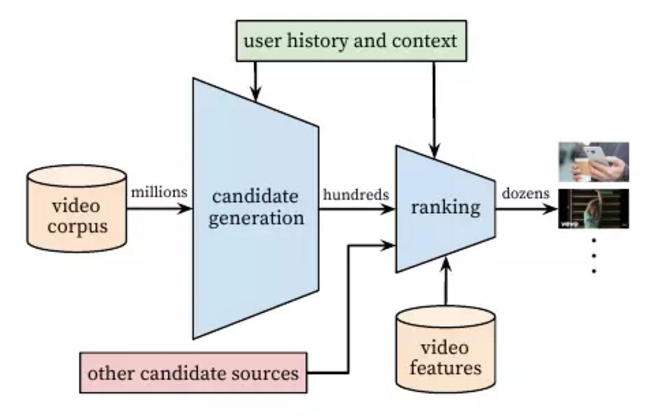 user history and context
millions
hundreds
dozens
video
corpus
candidate
generation
ranking
vevo
other candidate sources
video
features